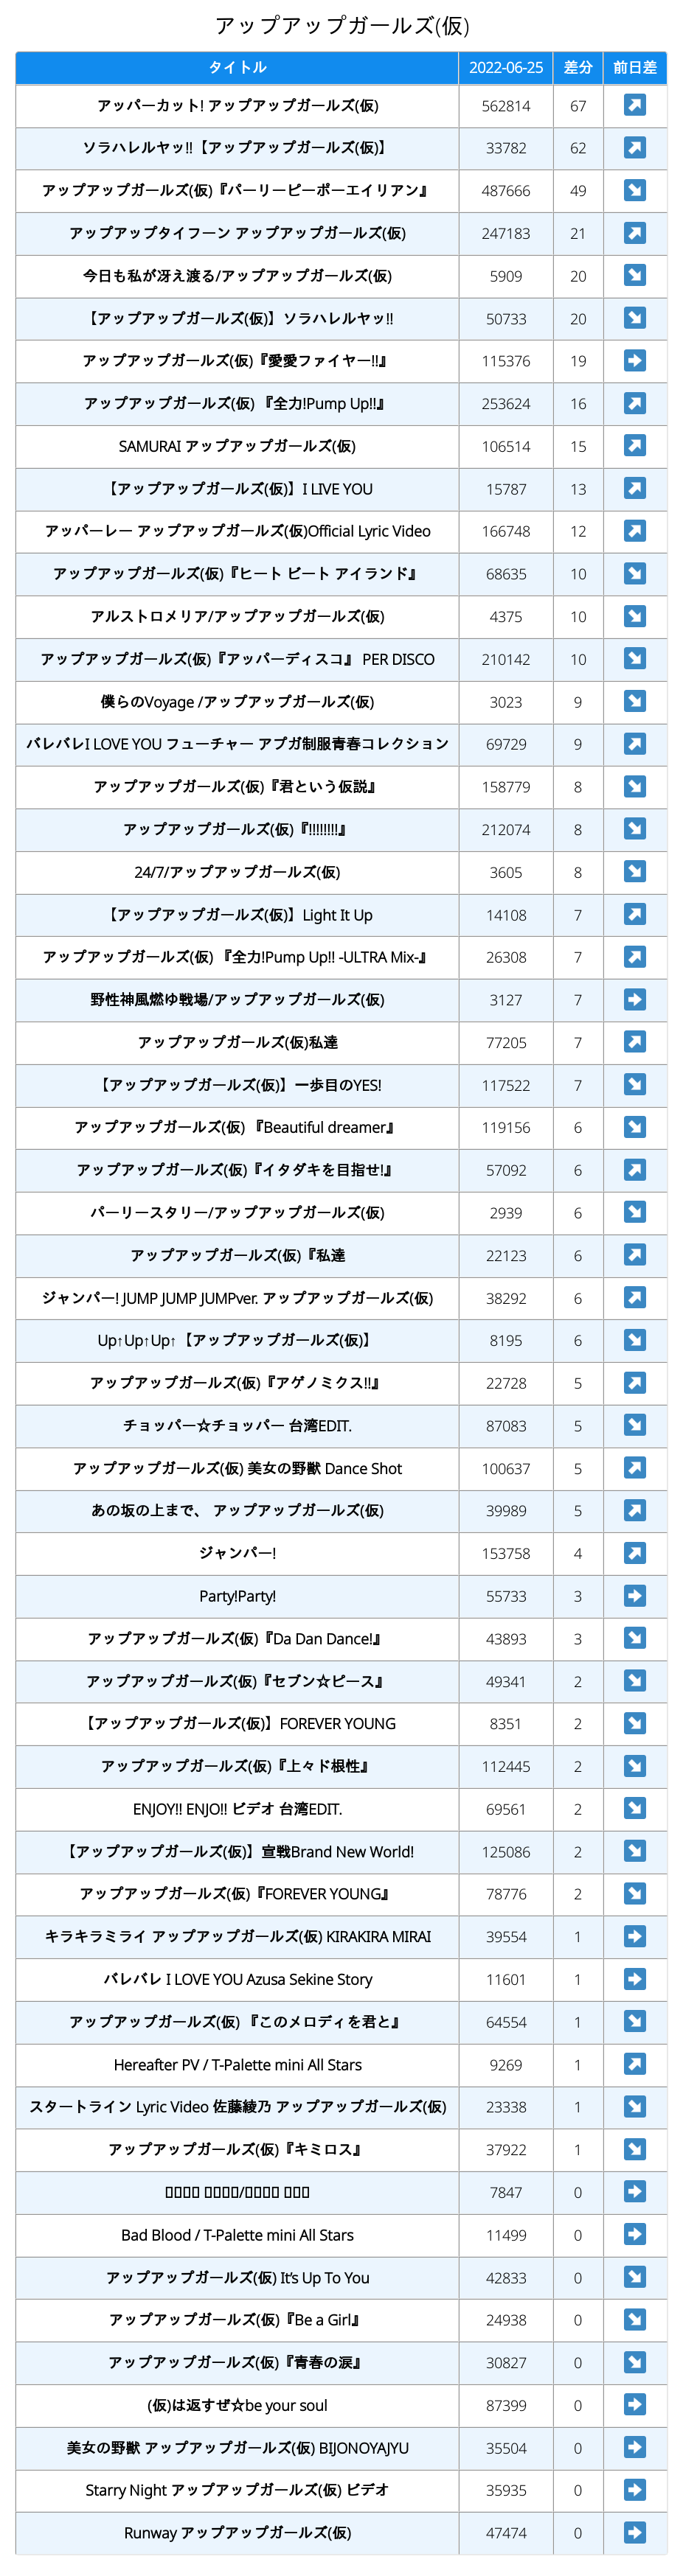 アップアップガールズ(仮)
タイトル 2022-06-25 差分 前日差
アッパーカット! アップアップガールズ(仮) 562814 67 ↗
ソラハレルヤッ!!【アップアップガールズ(仮)】 33782 62 ↗
アップアップガールズ(仮)『パーリーピーポーエイリアン』 487666 49 ↘
アップアップタイフーン アップアップガールズ(仮) 247183 21 ↗
今日も私が冴え渡る/アップアップガールズ(仮) 5909 20 ↘
【アップアップガールズ(仮)】ソラハレルヤッ!! 50733 20 ↘
アップアップガールズ(仮)『愛愛ファイヤー!!』 115376 19 ➡
アップアップガールズ(仮) 『全力!Pump Up!!』 253624 16 ↗
SAMURAI アップアップガールズ(仮) 106514 15 ↗
【アップアップガールズ(仮)】I LIVE YOU 15787 13 ↗
アッパーレー アップアップガールズ(仮)Official Lyric Video 166748 12 ↗
アップアップガールズ(仮)『ヒート ビート アイランド』 68635 10 ↘
アルストロメリア/アップアップガールズ(仮) 4375 10 ↘
アップアップガールズ(仮)『アッパーディスコ』 PER DISCO 210142 10 ↘
僕らのVoyage /アップアップガールズ(仮) 3023 9 ↘
バレバレI LOVE YOU フューチャー アプガ制服青春コレクション 69729 9 ↗
アップアップガールズ(仮)『君という仮説』 158779 8 ↘
アップアップガールズ(仮)『!!!!!!!!』 212074 8 ↘
24/7/アップアップガールズ(仮) 3605 8 ↘
【アップアップガールズ(仮)】Light It Up 14108 7 ↗
アップアップガールズ(仮) 『全力!Pump Up!! -ULTRA Mix-』 26308 7 ↗
野性神風燃ゆ戦場/アップアップガールズ(仮) 3127 7 ➡
アップアップガールズ(仮)私達 77205 7 ↗
【アップアップガールズ(仮)】一歩目のYES! 117522 7 ↘
アップアップガールズ(仮) 『Beautiful dreamer』 119156 6 ↘
アップアップガールズ(仮)『イタダキを目指せ!』 57092 6 ↗
パーリースタリー/アップアップガールズ(仮) 2939 6 ↘
アップアップガールズ(仮)『私達 22123 6 ↗
ジャンパー! JUMP JUMP JUMPver. アップアップガールズ(仮) 38292 6 ↗
Up↑Up↑Up↑【アップアップガールズ(仮)】 8195 6 ↘
アップアップガールズ(仮)『アゲノミクス!!』 22728 5 ↗
チョッパー☆チョッパー 台湾EDIT. 87083 5 ↘
アップアップガールズ(仮) 美女の野獣 Dance Shot 100637 5 ↗
あの坂の上まで、 アップアップガールズ(仮) 39989 5 ↗
ジャンパー! 153758 4 ↗
Party!Party! 55733 3 ➡
アップアップガールズ(仮)『Da Dan Dance!』 43893 3 ↘
アップアップガールズ(仮)『セブン☆ピース』 49341 2 ↘
【アップアップガールズ(仮)】FOREVER YOUNG 8351 2 ↘
アップアップガールズ(仮)『上々ド根性』 112445 2 ↘
ENJOY!! ENJO!! ビデオ 台湾EDIT. 69561 2 ↘
【アップアップガールズ(仮)】宣戦Brand New World! 125086 2 ↘
アップアップガールズ(仮)『FOREVER YOUNG』 78776 2 ↘
キラキラミライ アップアップガールズ(仮) KIRAKIRA MIRAI 39554 1 ➡
バレバレ I LOVE YOU Azusa Sekine Story 11601 1 ➡
アップアップガールズ(仮) 『このメロディを君と』 64554 1 ↘
Hereafter PV / T-Palette mini All Stars 9269 1 ↗
スタートライン Lyric Video 佐藤綾乃 アップアップガールズ(仮) 23338 1 ↘
アップアップガールズ(仮)『キミロス』 37922 1 ↘
7847 0 ➡
Bad Blood / T-Palette mini All Stars 11499 0 ➡
アップアップガールズ(仮) It's Up To You 42833 0 ↘
アップアップガールズ(仮)『Be a Girl』 24938 0 ↘
アップアップガールズ(仮)『青春の涙』 30827 0 ↘
(仮)は返すぜ☆be your soul 87399 0 ➡
美女の野獣 アップアップガールズ(仮) BIJONOYAJYU 35504 0 ➡
Starry Night アップアップガールズ(仮) ビデオ 35935 0 ➡
Runway アップアップガールズ(仮) 47474 0 ➡